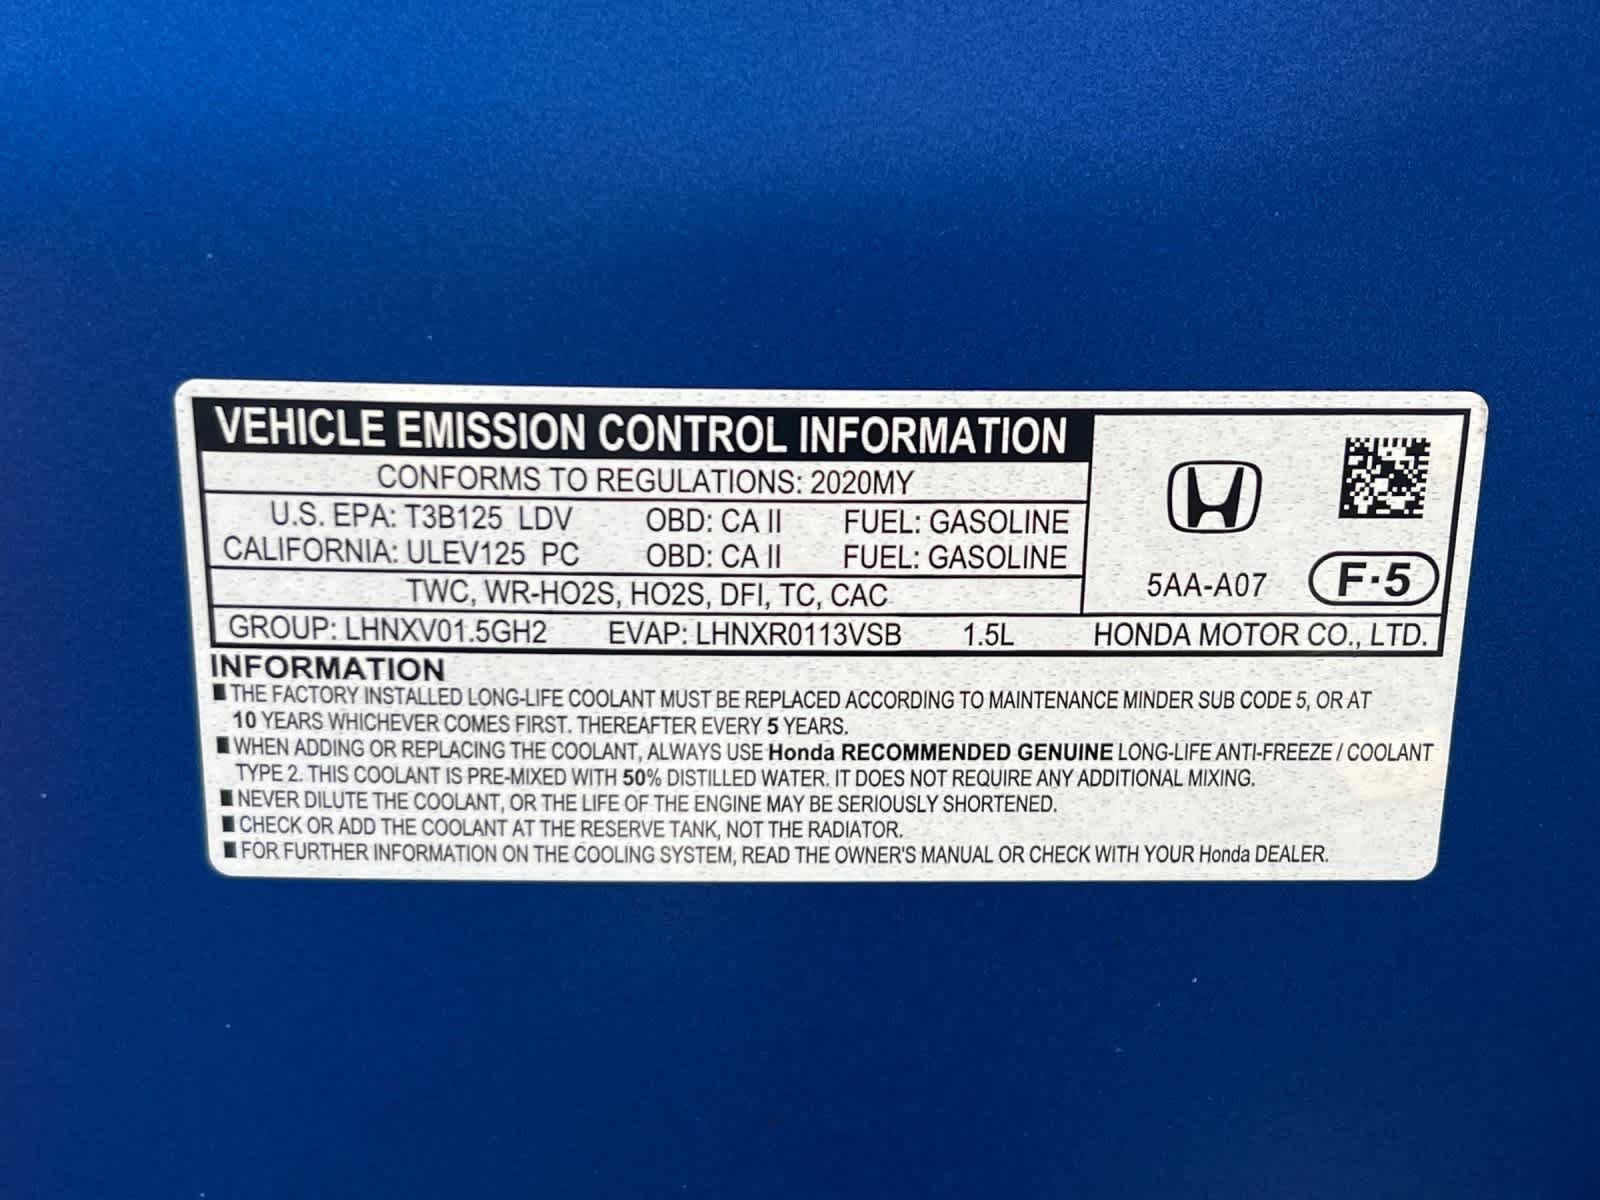 VEHICLE EMISSION CONTROL INFORMATION
CONFORMS TO REGULATIONS: 2020MY
U.S. EPA: T3B125 LDV OBD: CA II FUEL: GASOLINE
CALIFORNIA: ULEV125 PC OBD: CA II FUEL: GASOLINE
TWC, WR-HO2S, HO2S, DFI, TC, CAC
5AA-A07 F·5
GROUP: LHNXV01.5GH2 EVAP: LHNXR0113VSB 1.5L HONDA MOTOR CO., LTD.
INFORMATION
■ THE FACTORY INSTALLED LONG-LIFE COOLANT MUST BE REPLACED ACCORDING TO MAINTENANCE MINDER SUB CODE 5, OR AT
10 YEARS WHICHEVER COMES FIRST. THEREAFTER EVERY 5 YEARS.
■ WHEN ADDING OR REPLACING THE COOLANT, ALWAYS USE Honda RECOMMENDED GENUINE LONG-LIFE ANTI-FREEZE / COOLANT
TYPE 2. THIS COOLANT IS PRE-MIXED WITH 50% DISTILLED WATER. IT DOES NOT REQUIRE ANY ADDITIONAL MIXING.
■ NEVER DILUTE THE COOLANT, OR THE LIFE OF THE ENGINE MAY BE SERIOUSLY SHORTENED.
■ CHECK OR ADD THE COOLANT AT THE RESERVE TANK, NOT THE RADIATOR.
■ FOR FURTHER INFORMATION ON THE COOLING SYSTEM, READ THE OWNER'S MANUAL OR CHECK WITH YOUR Honda DEALER.